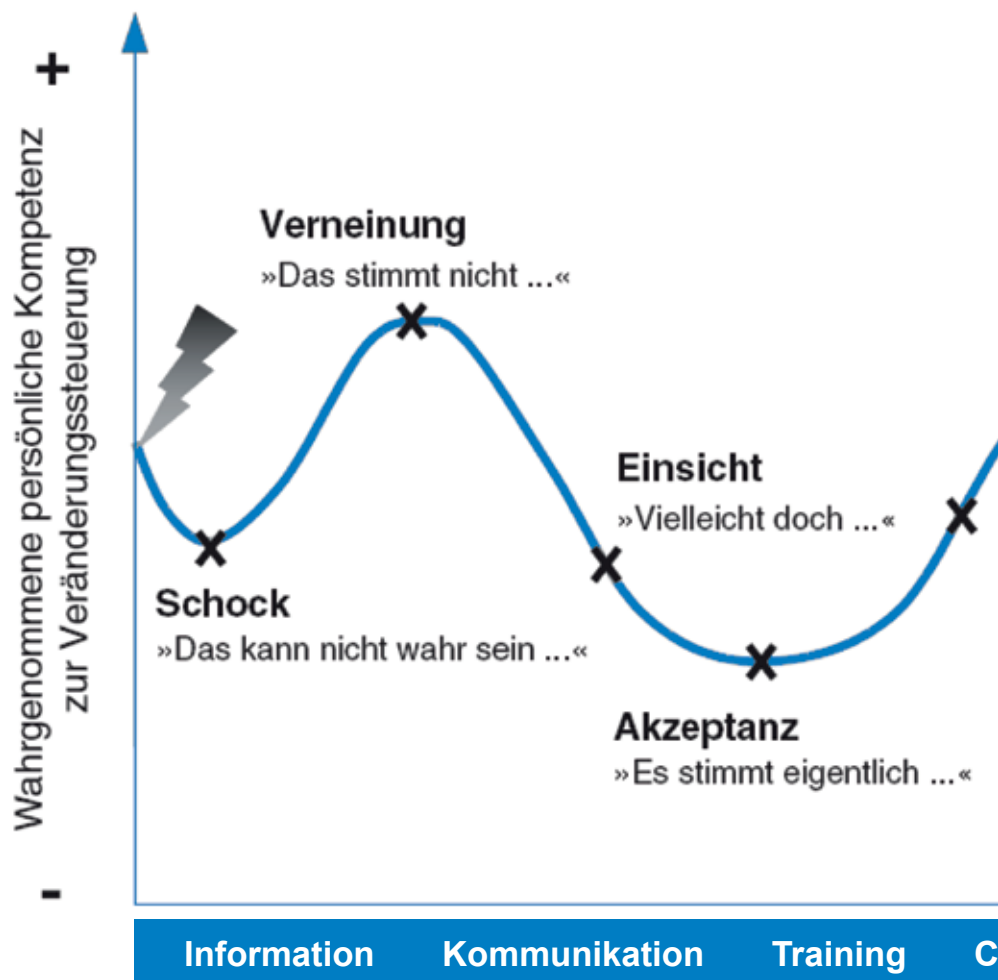 +
Wahrgenommene persönliche Kompetenz
zur Veränderungssteuerung
-
Verneinung
»Das stimmt nicht ...«
Schock
»Das kann nicht wahr sein ...«
Einsicht
»Vielleicht doch ...«
Akzeptanz
»Es stimmt eigentlich ...«
Information Kommunikation Training C